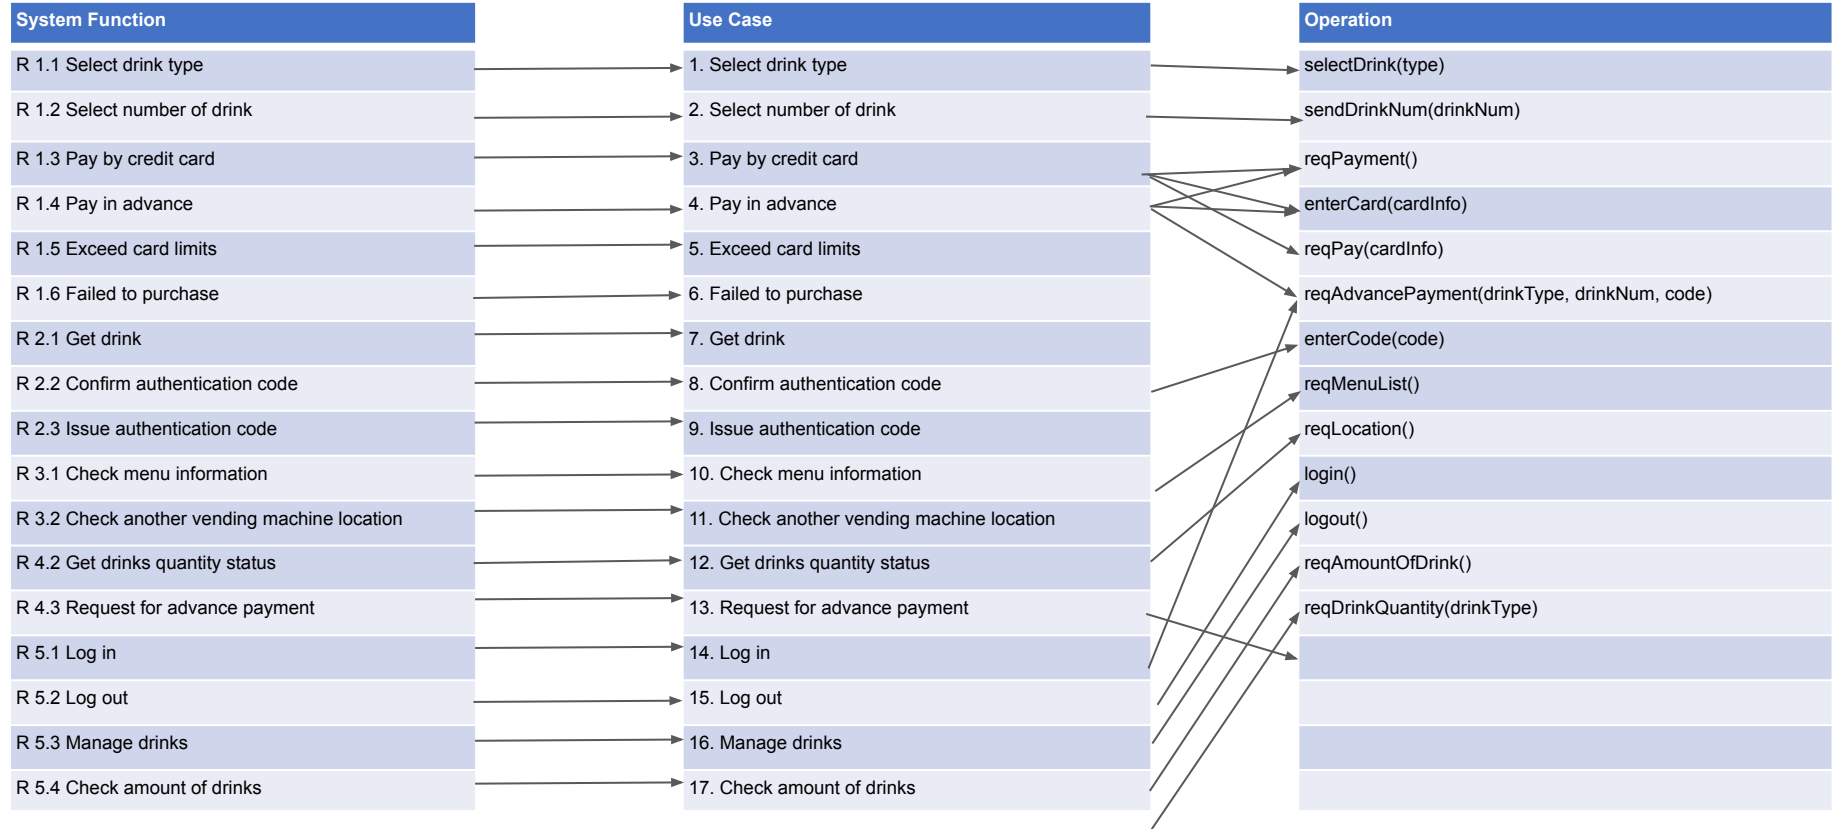 System Function
R 1.1 Select drink type
R 1.2 Select number of drink
R 1.3 Pay by credit card
R 1.4 Pay in advance
R 1.5 Exceed card limits
R 1.6 Failed to purchase
R 2.1 Get drink
R 2.2 Confirm authentication code
R 2.3 Issue authentication code
R 3.1 Check menu information
R 3.2 Check another vending machine location
R 4.2 Get drinks quantity status
R 4.3 Request for advance payment
R 5.1 Log in
R 5.2 Log out
R 5.3 Manage drinks
R 5.4 Check amount of drinks
Use Case
1. Select drink type
2. Select number of drink
3. Pay by credit card
4. Pay in advance
5. Exceed card limits
6. Failed to purchase
7. Get drink
8. Confirm authentication code
9. Issue authentication code
10. Check menu information
11. Check another vending machine location
12. Get drinks quantity status
13. Request for advance payment
14. Log in
15. Log out
16. Manage drinks
17. Check amount of drinks
Operation
selectDrink(type)
sendDrinkNum(drinkNum)
reqPayment()
enterCard(cardInfo)
reqPay(cardInfo)
reqAdvancePayment(drinkType, drinkNum, code)
enterCode(code)
reqMenuList()
reqLocation()
login()
logout()
reqAmountOfDrink()
reqDrinkQuantity(drinkType)